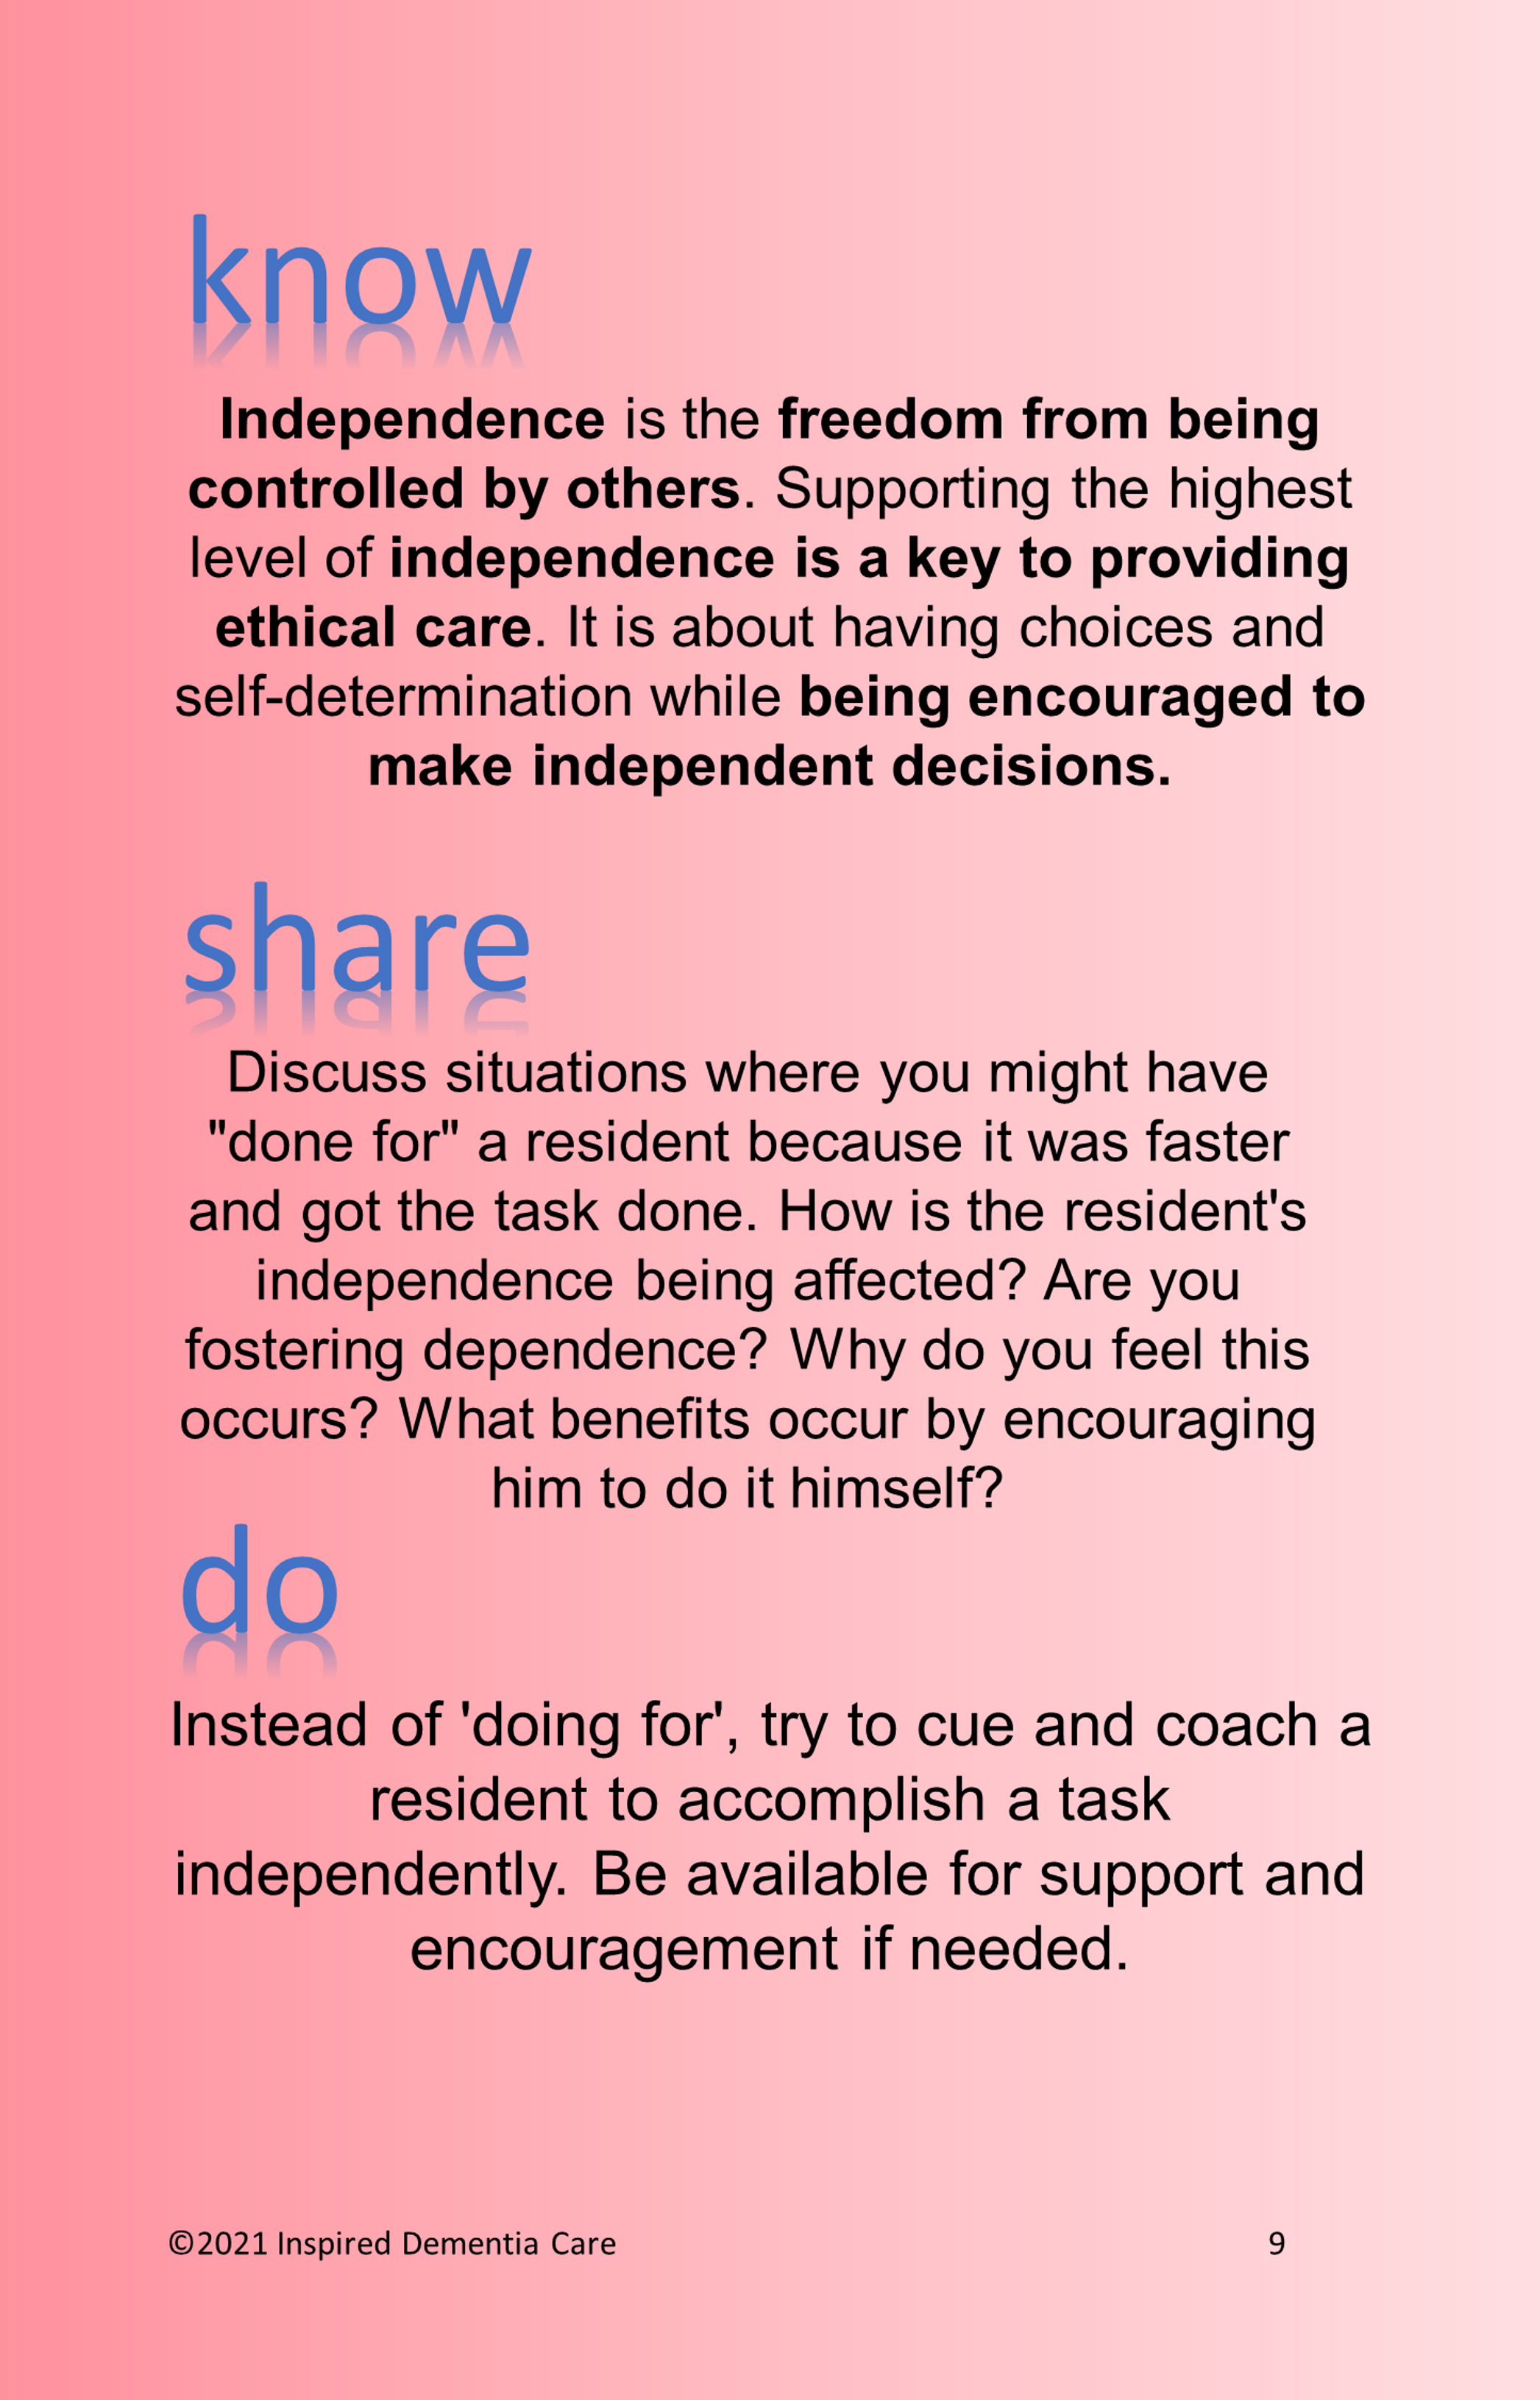 know
Independence is the freedom from being
controlled by others. Supporting the highest
level of independence is a key to providing
ethical care. It is about having choices and
self-determination while being encouraged to
make independent decisions.
share
Discuss situations where you might have
"done for" a resident because it was faster
and got the task done. How is the resident's
independence being affected? Are you
fostering dependence? Why do you feel this
occurs? What benefits occur by encouraging
him to do it himself?
do
Instead of 'doing for', try to cue and coach a
resident to accomplish a task
independently. Be available for support and
encouragement if needed.
©2021 Inspired Dementia Care 9